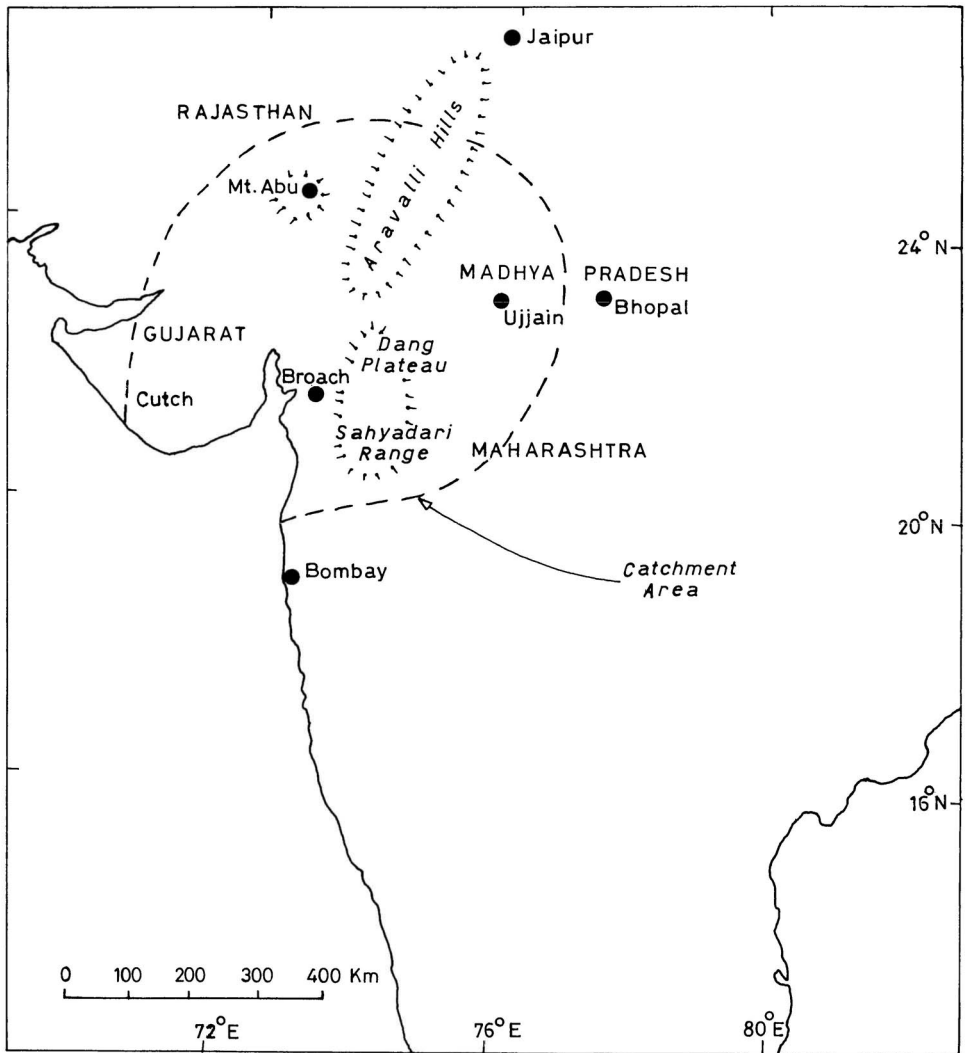 Jaipur
RAJASTHAN
Aravalli Hills
Mt. Abu
24°N
MADHYA PRADESH
Ujjain
Bhopal
GUJARAT
Dang
Plateau
Broach
Cutch
Sahyadari
Range
MAHARASHTRA
20°N
Bombay
Catchment
Area
16°N
0 100 200 300 400 Km
72°E 76°E 80°E